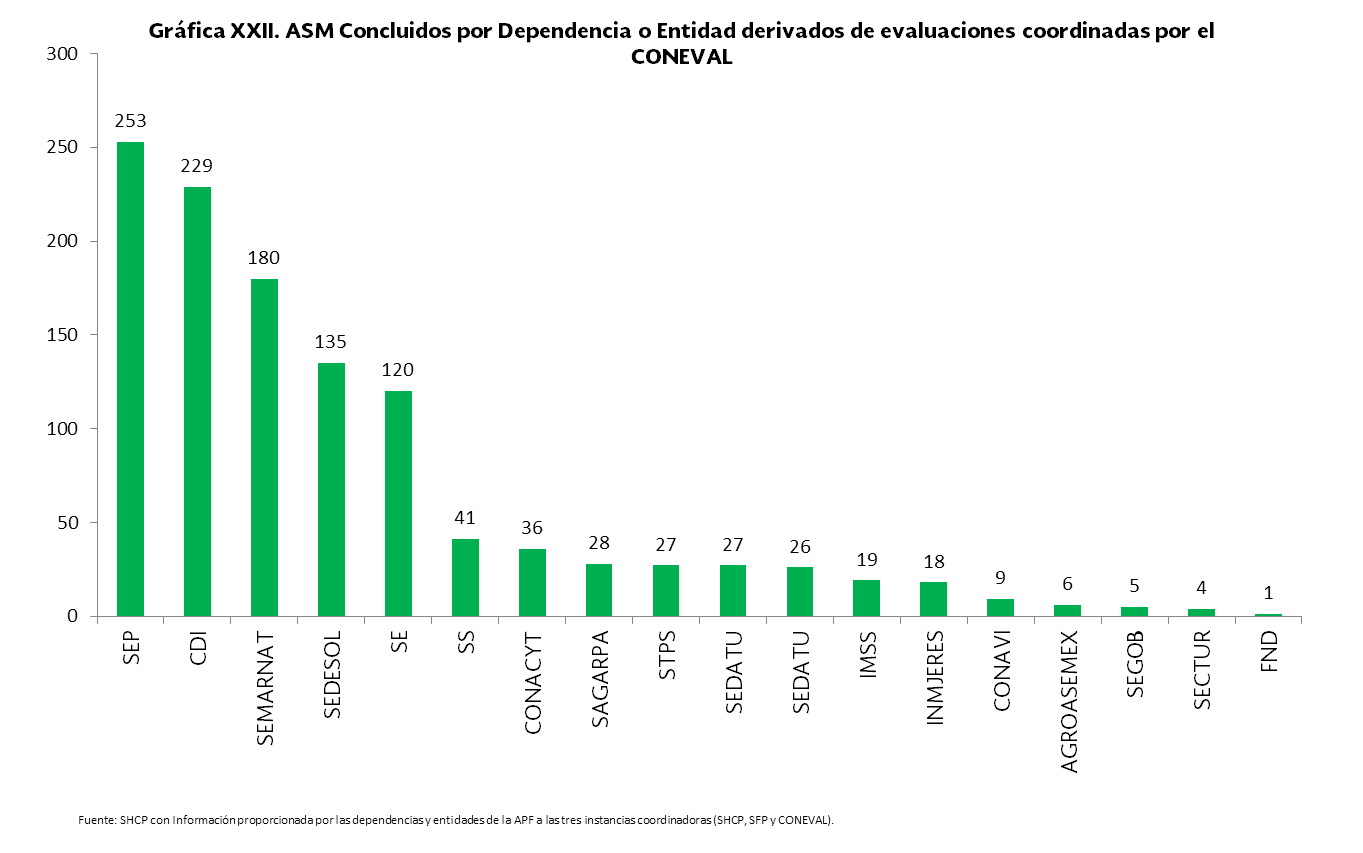 Gráfica XXII. ASM Concluidos por Dependencia o Entidad derivados de evaluaciones coordinadas por el
CONEVAL
300
250
200
150
100
50
0
253
229
180
135
120
41
36
28
27
27
26
19
18
9
6
5
4
1
SEP
CDI
SEMARNAT
SEDESOL
SE
SS
CONACYT
SAGARPA
STPS
SEDATU
SEDATU
IMSS
INMJERES
CONAVI
AGROASEMEX
SEGOB
SECTUR
FND
Fuente: SHCP con Información proporcionada por las dependencias y entidades de la APF a las tres instancias coordinadoras (SHCP, SFP y CONEVAL).